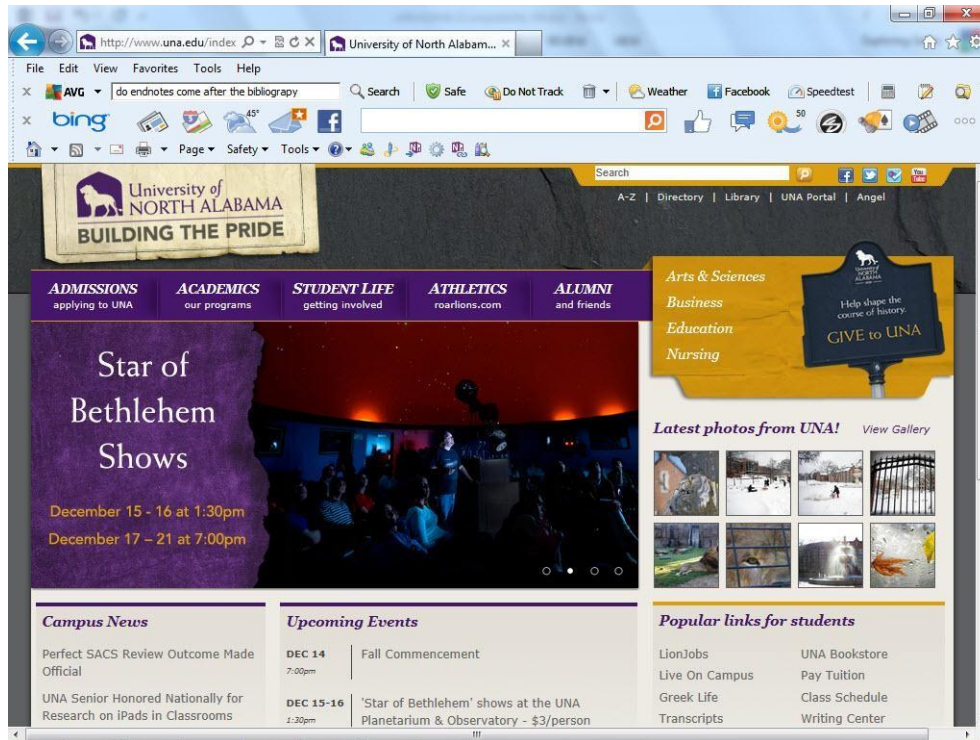 http://www.una.edu/index
University of North Alabam...
File Edit View Favorites Tools Help
AVG do endnotes come after the bibliograpy Search Safe Do Not Track Weather Facebook Speedtest
bing 45° 50
Page Safety Tools
Search
University of
NORTH ALABAMA
BUILDING THE PRIDE
A-Z | Directory | Library | UNA Portal | Angel
ADMISSIONS
applying to UNA
ACADEMICS
our programs
STUDENT LIFE
getting involved
ATHLETICS
roarlions.com
ALUMNI
and friends
Arts & Sciences
Business
Education
Nursing
University of
NORTH
ALABAMA
Help shape the
course of history.
GIVE to UNA
Star of
Bethlehem
Shows
December 15 - 16 at 1:30pm
December 17 – 21 at 7:00pm
Latest photos from UNA! View Gallery
Campus News
Perfect SACS Review Outcome Made
Official
UNA Senior Honored Nationally for
Research on iPads in Classrooms
Upcoming Events
DEC 14
7:00pm
Fall Commencement
DEC 15-16
1:30pm
'Star of Bethlehem' shows at the UNA
Planetarium & Observatory - $3/person
Popular links for students
LionJobs
Live On Campus
Greek Life
Transcripts
UNA Bookstore
Pay Tuition
Class Schedule
Writing Center